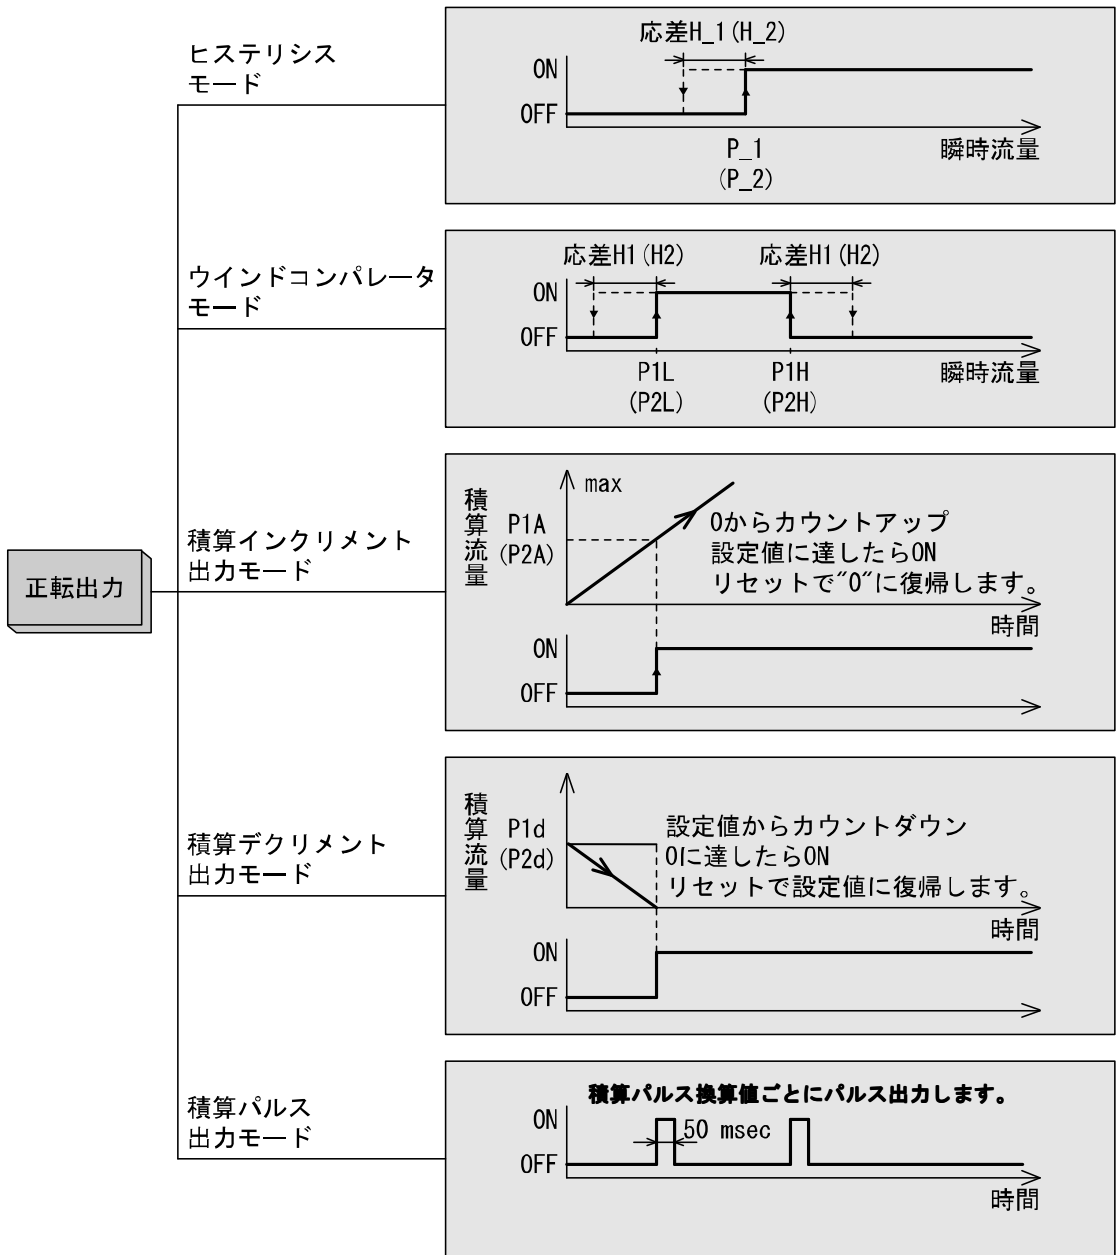 正転出力
ヒステリシス
モード
応差H_1(H_2)
ON
OFF
P_1
(P_2)
瞬時流量
ウインドコンパレータ
モード
応差H1(H2)
応差H1(H2)
ON
OFF
P1L
(P2L)
P1H
(P2H)
瞬時流量
積算インクリメント
出力モード
積算流量
P1A
(P2A)
max
0からカウントアップ
設定値に達したらON
リセットで"0"に復帰します。
時間
ON
OFF
積算デクリメント
出力モード
積算流量
P1d
(P2d)
設定値からカウントダウン
0に達したらON
リセットで設定値に復帰します。
時間
ON
OFF
積算パルス
出力モード
積算パルス換算値ごとにパルス出力します。
ON
OFF
50 msec
時間